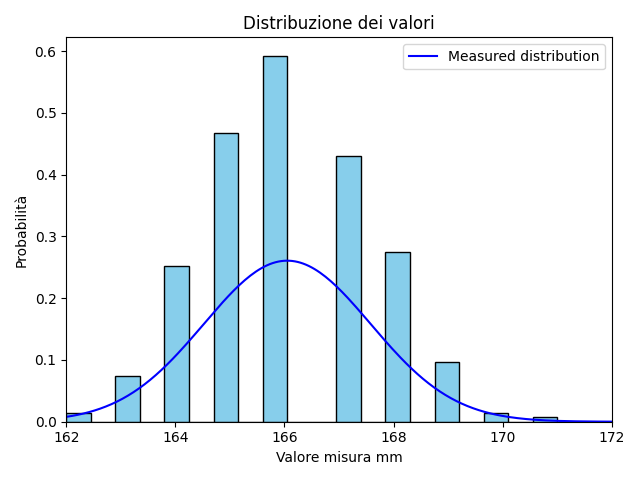 Distribuzione dei valori
Measured distribution
Probabilità
0.6
0.5
0.4
0.3
0.2
0.1
0.0
162 164 166 168 170 172
Valore misura mm